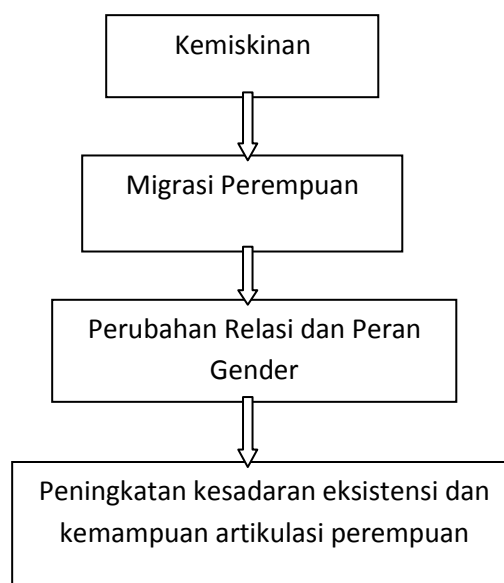 Kemiskinan
Migrasi Perempuan
Perubahan Relasi dan Peran
Gender
Peningkatan kesadaran eksistensi dan
kemampuan artikulasi perempuan